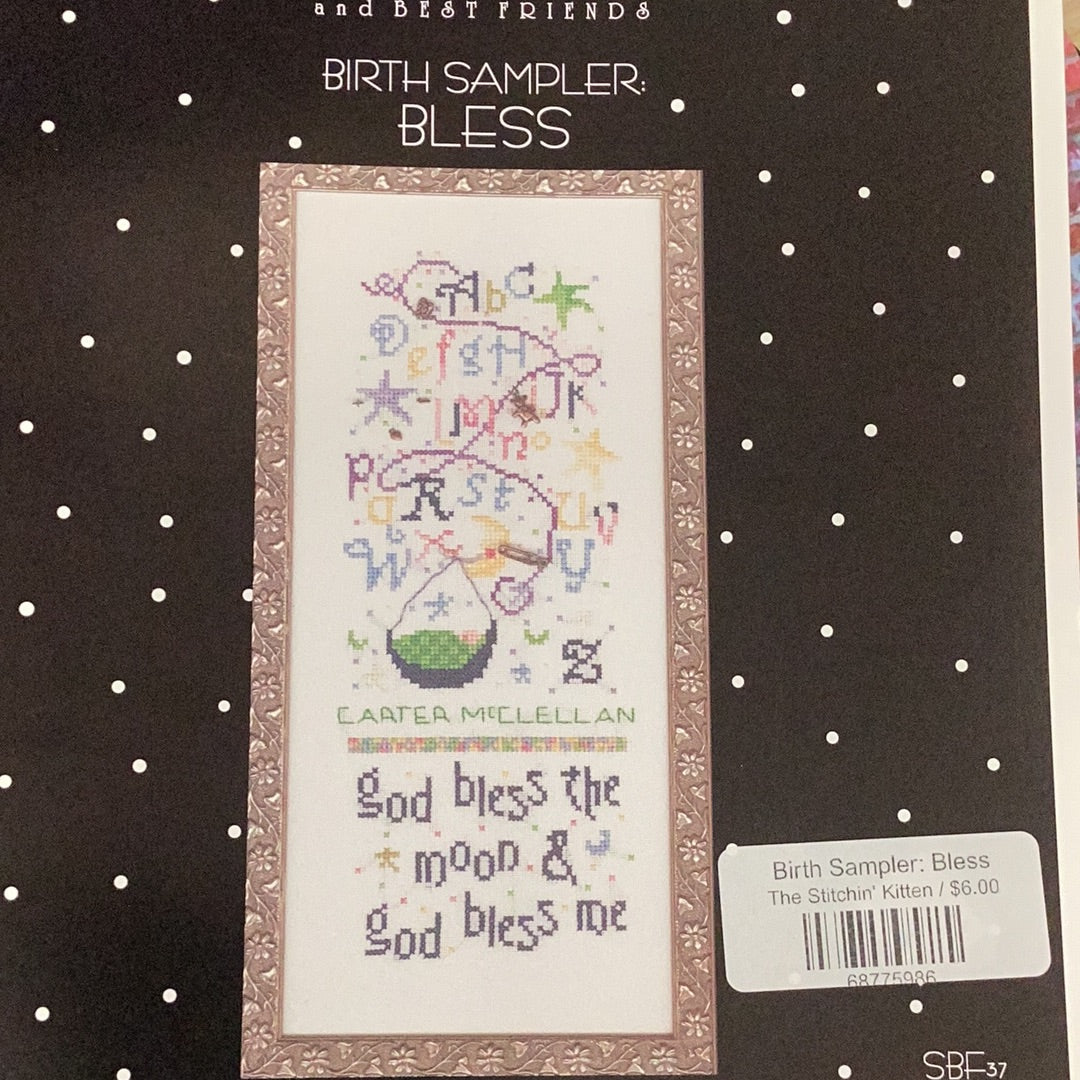 and BEST FRIENDS
BIRTH SAMPLER:
BLESS
A b C
D e f g H
I J K
L m n o
P Q R S t U V
W X Y
Z
CARTER McCLELLAN
god bless the
moon &
god bless me
Birth Sampler: Bless
The Stitchin' Kitten / $6.00
68775986
SBF37